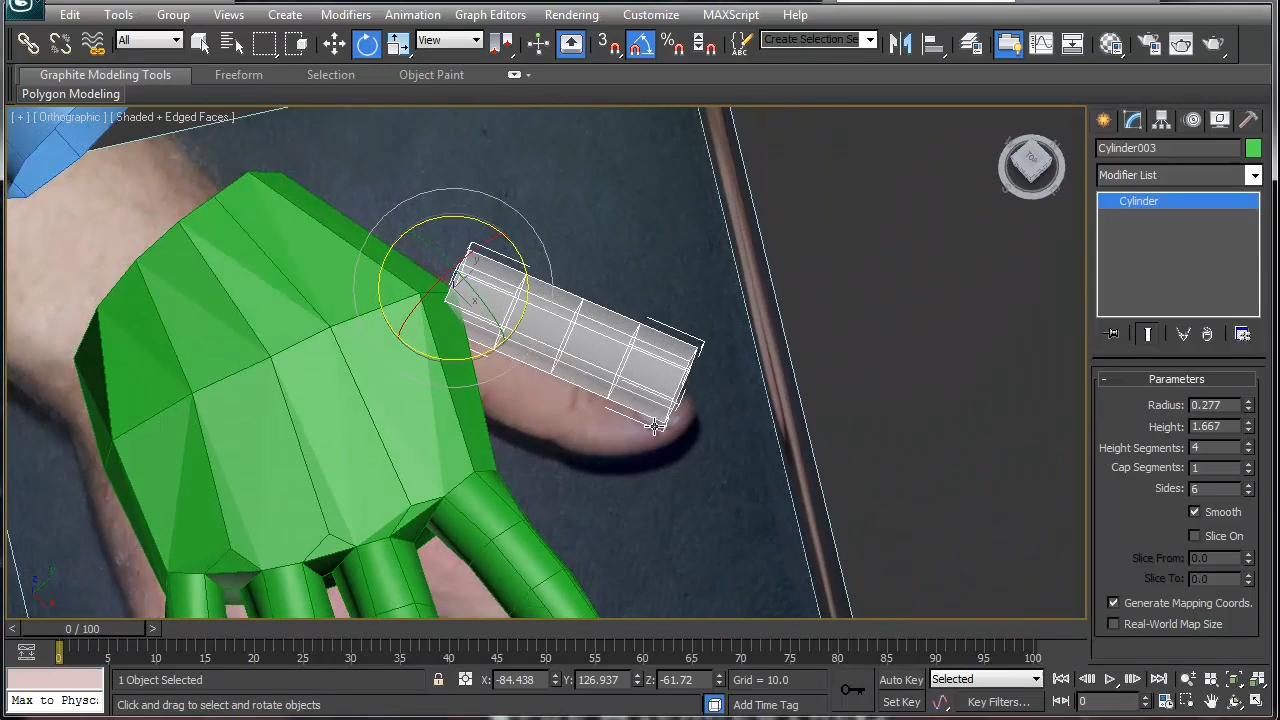 Edit Tools Group Views Create Modifiers Animation Graph Editors Rendering Customize MAXScript Help
All View 3 % ABC Create Selection Se
Graphite Modeling Tools Freeform Selection Object Paint
Polygon Modeling
[ + ] [ Orthographic ] [ Shaded + Edged Faces ]
TOP
Cylinder003
Modifier List
Cylinder
y
x
- Parameters
Radius: 0.277
Height: 1.667
Height Segments: 4
Cap Segments: 1
Sides: 6
Smooth
Slice On
Slice From: 0.0
Slice To: 0.0
Generate Mapping Coords.
Real-World Map Size
z
y
x
< 0 / 100 >
0 5 10 15 20 25 30 35 40 45 50 55 60 65 70 75 80 85 90 95 100
1 Object Selected X: -84.438 Y: 126.937 Z: -61.72 Grid = 10.0 Auto Key Selected
Max to Physc Click and drag to select and rotate objects Add Time Tag Set Key Key Filters... 0